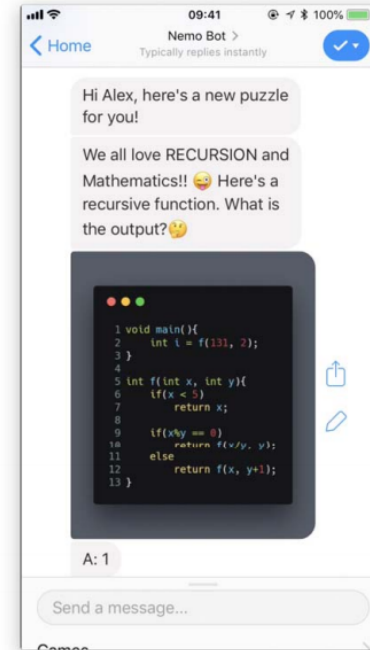 09:41
100%
Home
Nemo Bot >
Typically replies instantly
Hi Alex, here's a new puzzle
for you!
We all love RECURSION and
Mathematics!! 😜 Here's a
recursive function. What is
the output?🤔
1 void main(){
2 int i = f(131, 2);
3 }
4
5 int f(int x, int y){
6 if(x < 5)
7 return x;
8
9 if(x%y == 0)
10 return f(x/y, y);
11 else
12 return f(x, y+1);
13 }
A: 1
Send a message...
Games